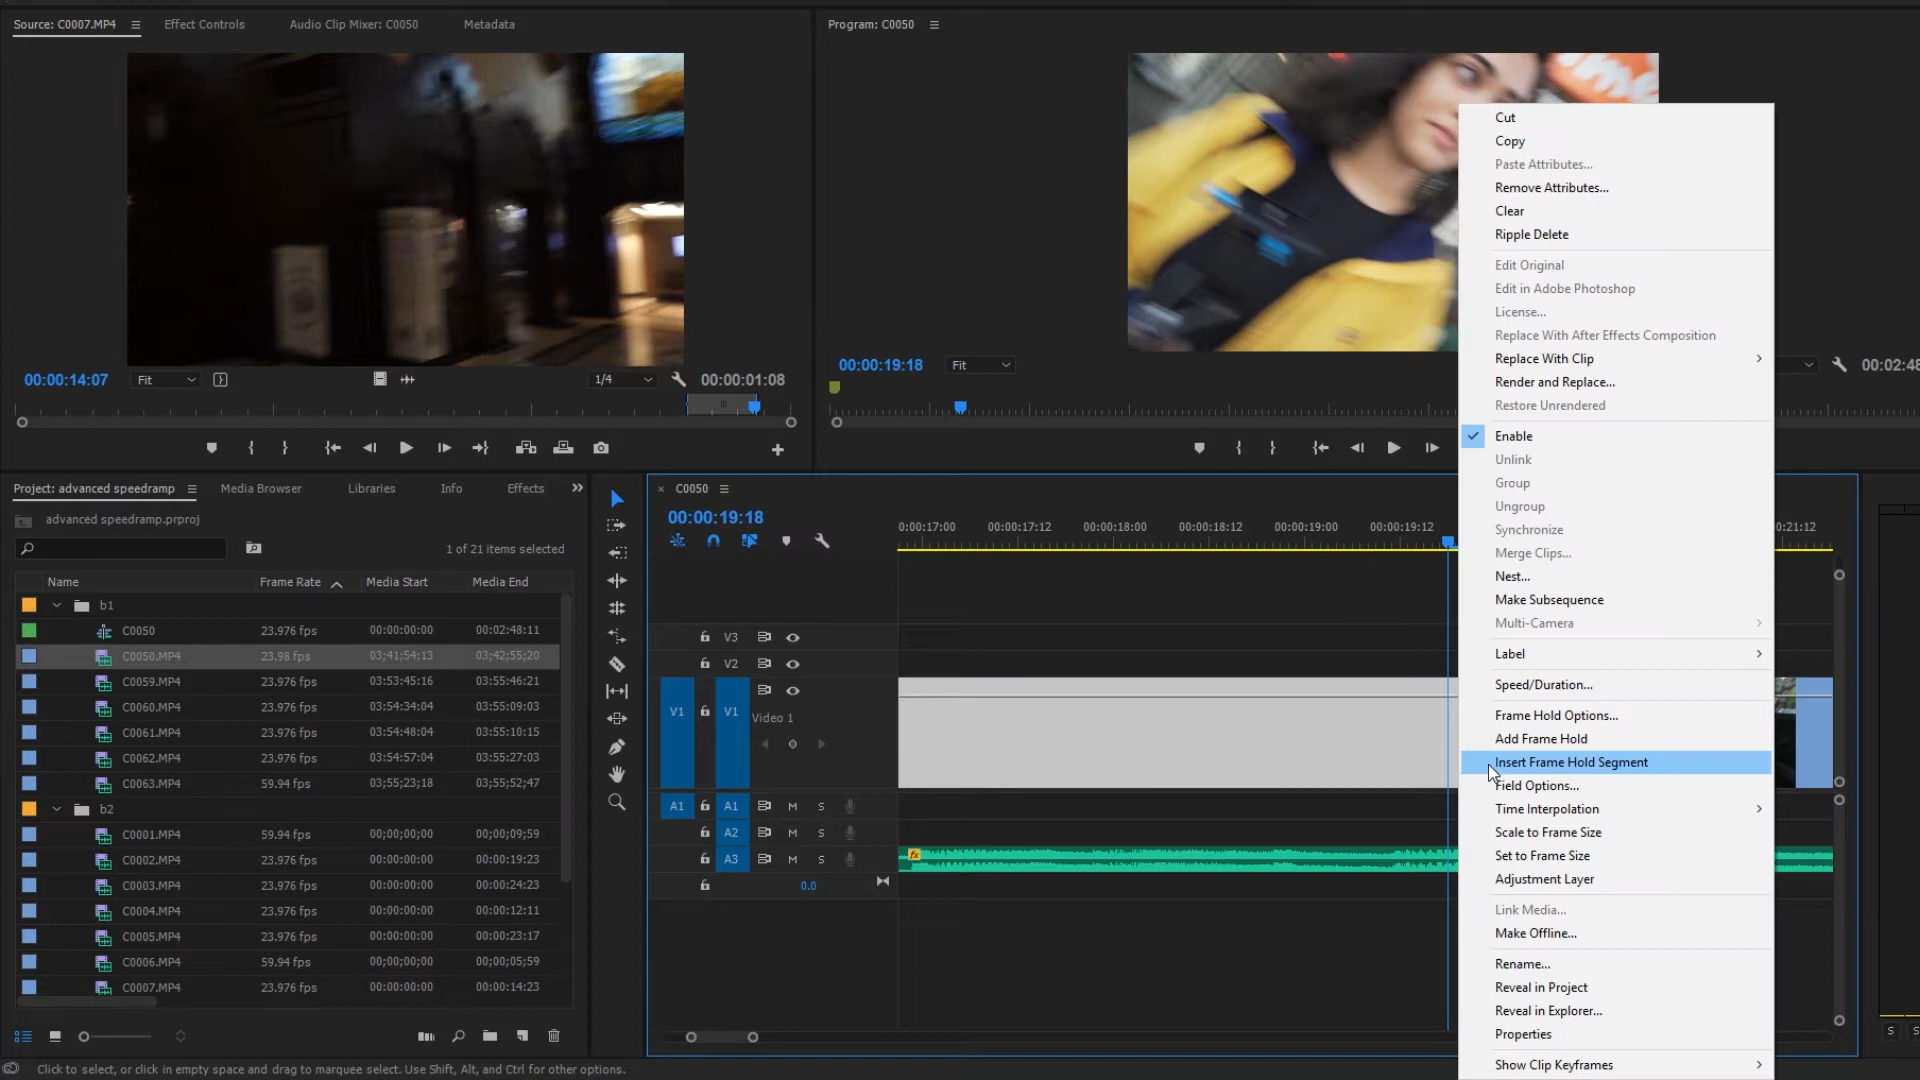 Source: C0007.MP4
Effect Controls
Audio Clip Mixer: C0050
Metadata
Program: C0050
00:00:14:07
Fit
1/4
00:00:01:08
00:00:19:18
Fit
00:02:48
Project: advanced speedramp
Media Browser
Libraries
Info
Effects
advanced speedramp.prproj
1 of 21 items selected
Name Frame Rate Media Start Media End
b1
C0050 23.976 fps 00:00:00:00 00:02:48:11
C0050.MP4 23.98 fps 03;41;54;13 03;42;55;20
C0059.MP4 23.976 fps 03:53:45:16 03:55:46:21
C0060.MP4 23.976 fps 03:54:34:04 03:55:09:03
C0061.MP4 23.976 fps 03:54:48:04 03:55:10:15
C0062.MP4 23.976 fps 03:54:57:04 03:55:27:03
C0063.MP4 59.94 fps 03;55;23;18 03;55;52;47
b2
C0001.MP4 59.94 fps 00;00;00;00 00;00;09;59
C0002.MP4 23.976 fps 00:00:00:00 00:00:19:23
C0003.MP4 23.976 fps 00:00:00:00 00:00:24:23
C0004.MP4 23.976 fps 00:00:00:00 00:00:12:11
C0005.MP4 23.976 fps 00:00:00:00 00:00:23:17
C0006.MP4 59.94 fps 00;00;00;00 00;00;05;59
C0007.MP4 23.976 fps 00:00:00:00 00:00:14:23
C0050
00:00:19:18
0:00:17:00 00:00:17:12 00:00:18:00 00:00:18:12 00:00:19:00 00:00:19:12 0:21:12
V3
V2
V1 V1 Video 1
A1 A1 M S
A2 M S
A3 M S
fx
0.0
S S
Cut
Copy
Paste Attributes...
Remove Attributes...
Clear
Ripple Delete
Edit Original
Edit in Adobe Photoshop
License...
Replace With After Effects Composition
Replace With Clip
Render and Replace...
Restore Unrendered
Enable
Unlink
Group
Ungroup
Synchronize
Merge Clips...
Nest...
Make Subsequence
Multi-Camera
Label
Speed/Duration...
Frame Hold Options...
Add Frame Hold
Insert Frame Hold Segment
Field Options...
Time Interpolation
Scale to Frame Size
Set to Frame Size
Adjustment Layer
Link Media...
Make Offline...
Rename...
Reveal in Project
Reveal in Explorer...
Properties
Show Clip Keyframes
Click to select, or click in empty space and drag to marquee select. Use Shift, Alt, and Ctrl for other options.